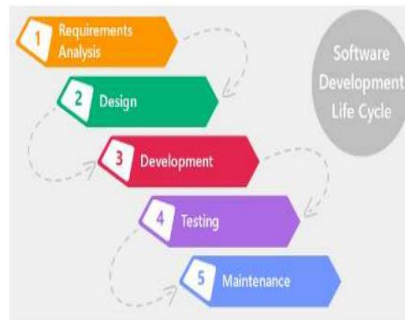 1 Requirements
Analysis
Software
Development
Life Cycle
2 Design
3 Development
4 Testing
5 Maintenance